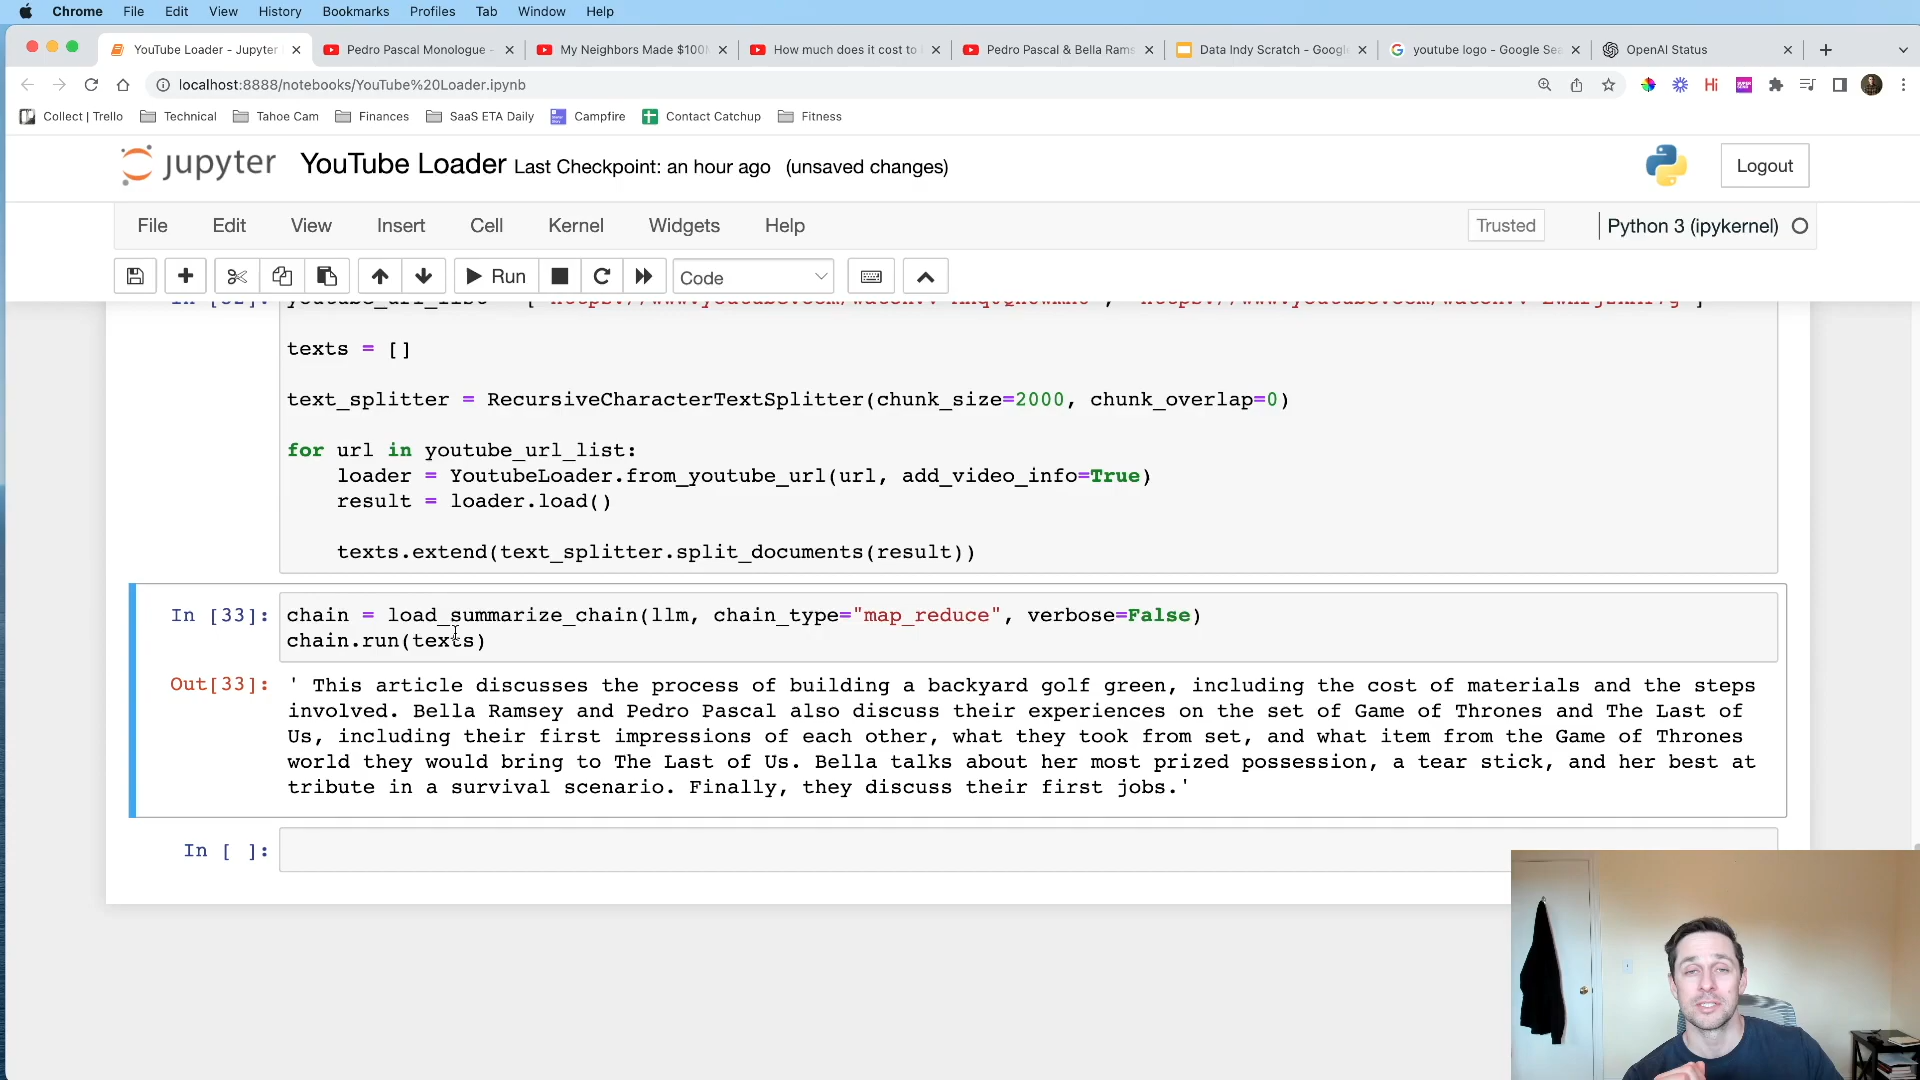 Chrome File Edit View History Bookmarks Profiles Tab Window Help
YouTube Loader - Jupyter
Pedro Pascal Monologue -
My Neighbors Made $100
How much does it cost to
Pedro Pascal & Bella Rams
Data Indy Scratch - Google
youtube logo - Google Sea
OpenAI Status
localhost:8888/notebooks/YouTube%20Loader.ipynb
Hi
Collect | Trello Technical Tahoe Cam Finances SaaS ETA Daily Campfire Contact Catchup Fitness
jupyter YouTube Loader Last Checkpoint: an hour ago (unsaved changes)
Logout
File Edit View Insert Cell Kernel Widgets Help
Trusted
Python 3 (ipykernel)
Run
Code
texts = []
text_splitter = RecursiveCharacterTextSplitter(chunk_size=2000, chunk_overlap=0)
for url in youtube_url_list:
loader = YoutubeLoader.from_youtube_url(url, add_video_info=True)
result = loader.load()
texts.extend(text_splitter.split_documents(result))
In [33]: chain = load_summarize_chain(llm, chain_type="map_reduce", verbose=False)
chain.run(texts)
Out[33]: ' This article discusses the process of building a backyard golf green, including the cost of materials and the steps
involved. Bella Ramsey and Pedro Pascal also discuss their experiences on the set of Game of Thrones and The Last of
Us, including their first impressions of each other, what they took from set, and what item from the Game of Thrones
world they would bring to The Last of Us. Bella talks about her most prized possession, a tear stick, and her best at
tribute in a survival scenario. Finally, they discuss their first jobs.'
In [ ]: